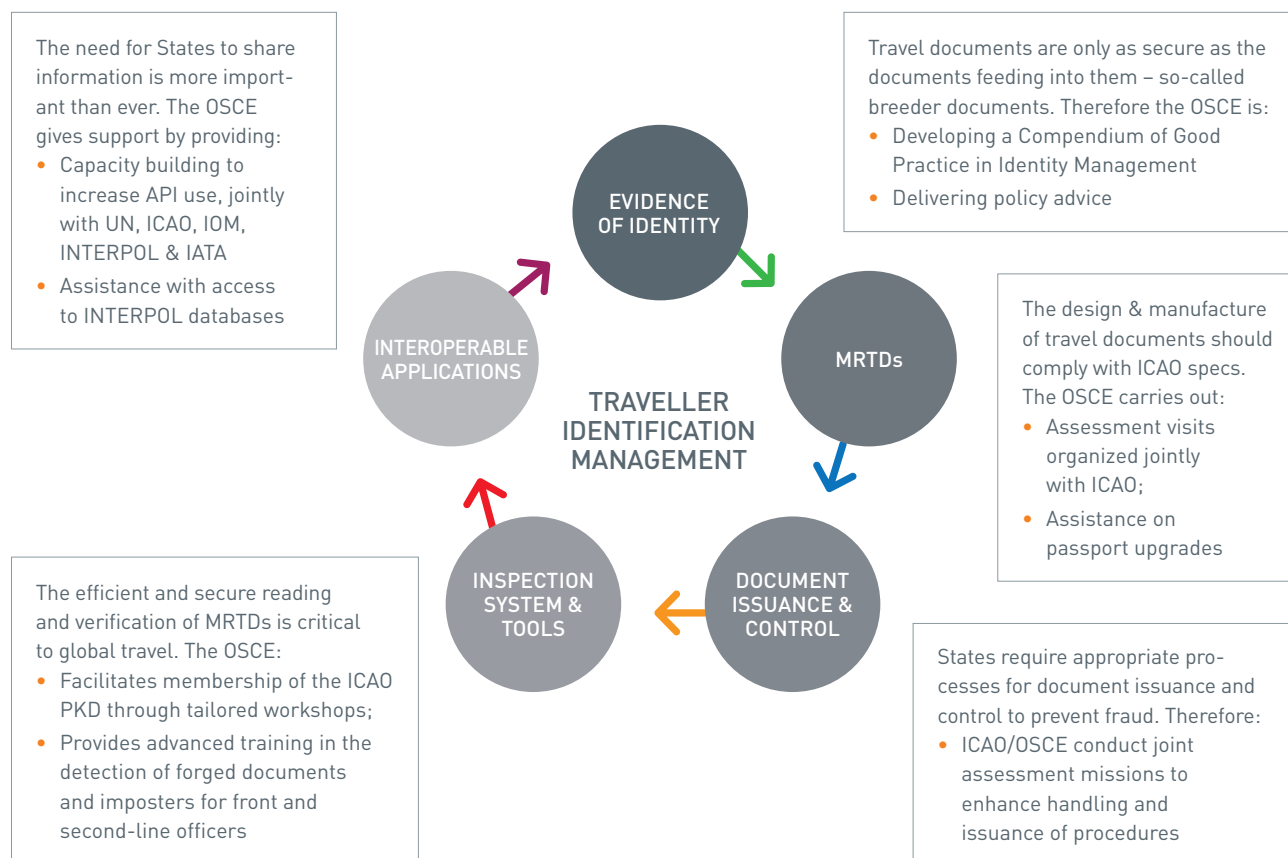 The need for States to share
information is more import-
ant than ever. The OSCE
gives support by providing:
• Capacity building to
increase API use, jointly
with UN, ICAO, IOM,
INTERPOL & IATA
• Assistance with access
to INTERPOL databases
Travel documents are only as secure as the
documents feeding into them – so-called
breeder documents. Therefore the OSCE is:
• Developing a Compendium of Good
Practice in Identity Management
• Delivering policy advice
EVIDENCE
OF IDENTITY
INTEROPERABLE
APPLICATIONS
MRTDs
TRAVELLER
IDENTIFICATION
MANAGEMENT
The design & manufacture
of travel documents should
comply with ICAO specs.
The OSCE carries out:
• Assessment visits
organized jointly
with ICAO;
• Assistance on
passport upgrades
INSPECTION
SYSTEM &
TOOLS
DOCUMENT
ISSUANCE &
CONTROL
The efficient and secure reading
and verification of MRTDs is critical
to global travel. The OSCE:
• Facilitates membership of the ICAO
PKD through tailored workshops;
• Provides advanced training in the
detection of forged documents
and imposters for front and
second-line officers
States require appropriate pro-
cesses for document issuance and
control to prevent fraud. Therefore:
• ICAO/OSCE conduct joint
assessment missions to
enhance handling and
issuance of procedures